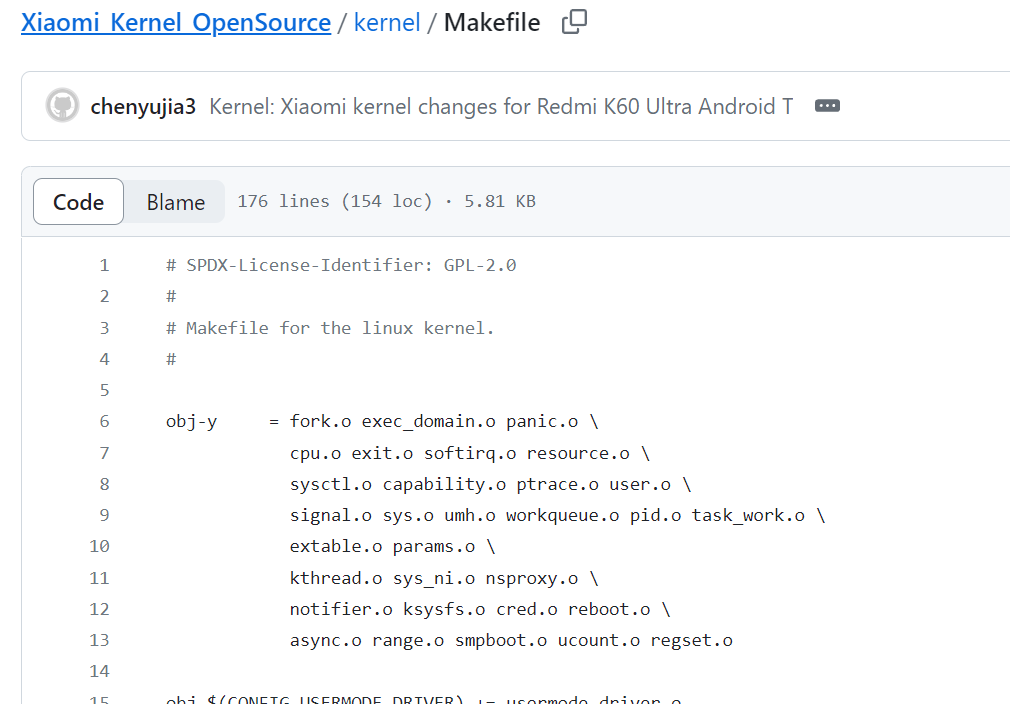 Xiaomi_Kernel_OpenSource / kernel / Makefile
chenyujia3 Kernel: Xiaomi kernel changes for Redmi K60 Ultra Android T
Code Blame 176 lines (154 loc) · 5.81 KB
1 # SPDX-License-Identifier: GPL-2.0
2 #
3 # Makefile for the linux kernel.
4 #
5
6 obj-y = fork.o exec_domain.o panic.o \
7 cpu.o exit.o softirq.o resource.o \
8 sysctl.o capability.o ptrace.o user.o \
9 signal.o sys.o umh.o workqueue.o pid.o task_work.o \
10 extable.o params.o \
11 kthread.o sys_ni.o nsproxy.o \
12 notifier.o ksysfs.o cred.o reboot.o \
13 async.o range.o smpboot.o ucount.o regset.o
14
15 obj-$(CONFIG_USERMODE_DRIVER) += usermode_driver.o